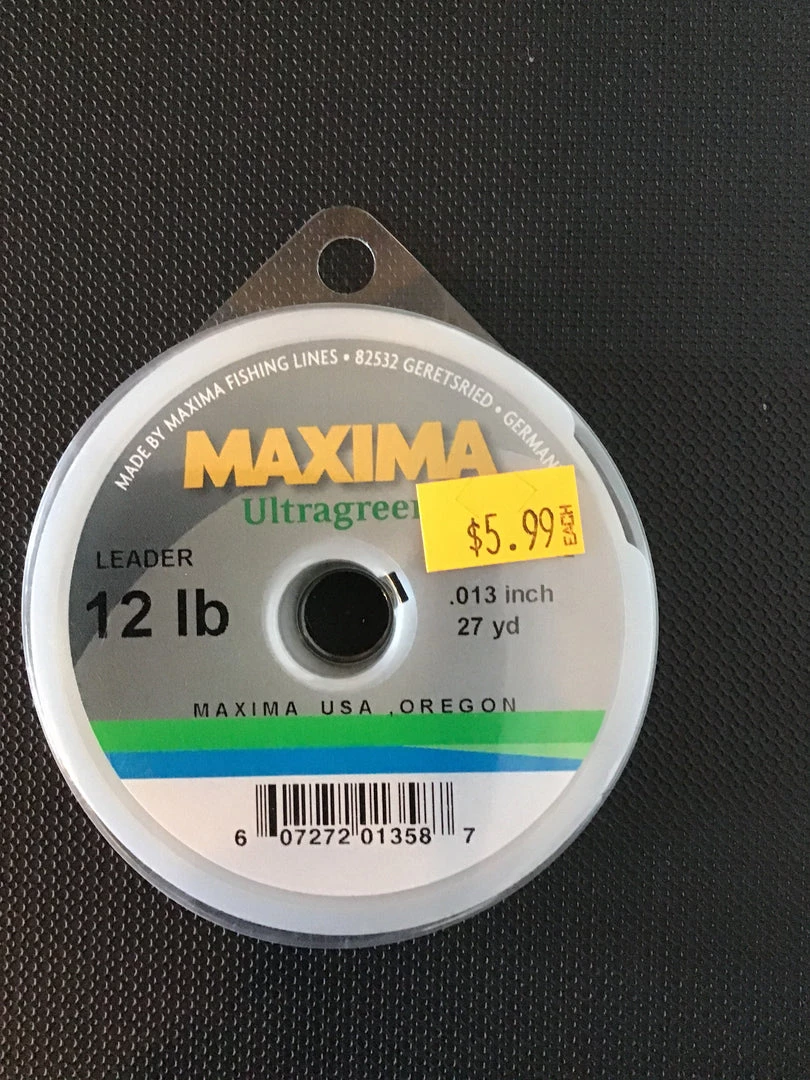 MADE BY MAXIMA FISHING LINES • 82532 GERETSRIED • GERMAN
MAXIMA
Ultragreen
$5.99 EACH
LEADER
12 lb
.013 inch
27 yd
MAXIMA USA , OREGON
6 07272 01358 7